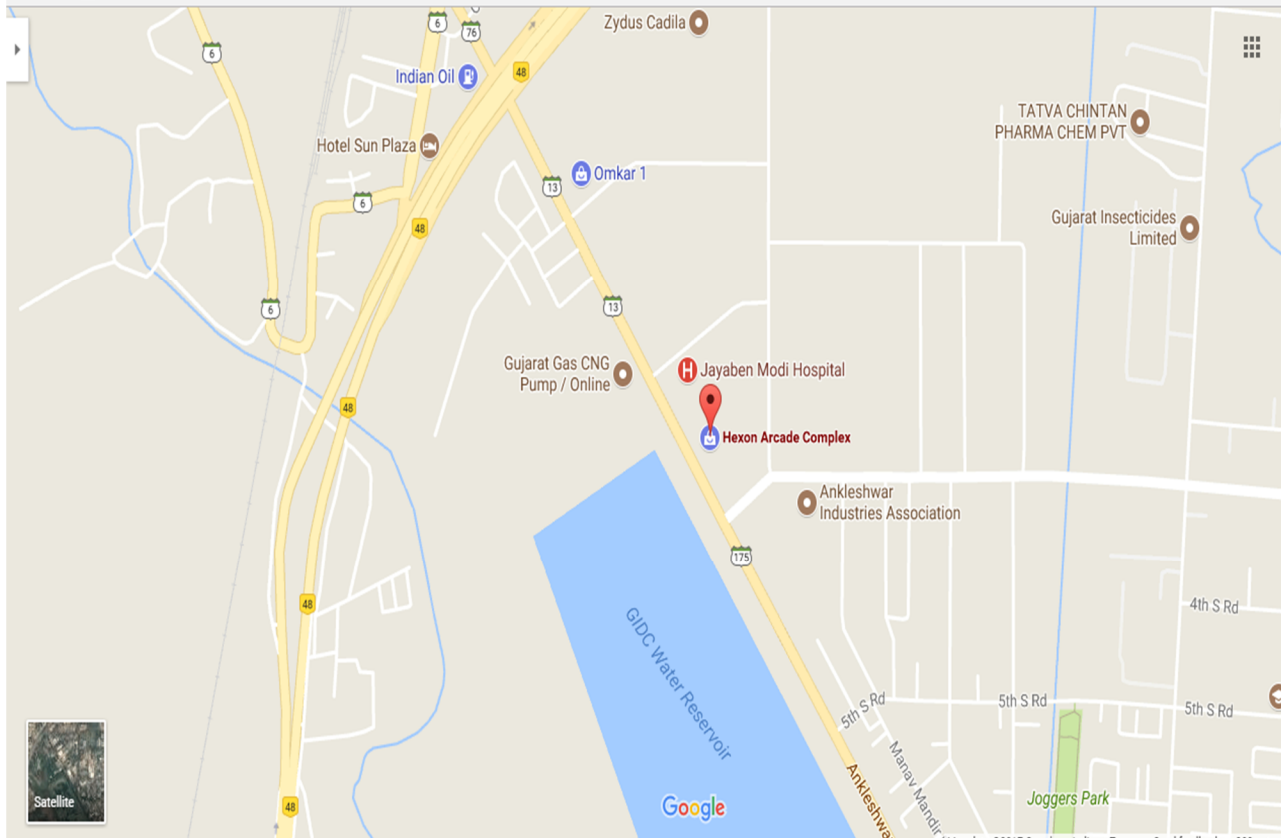 Zydus Cadila
6
76
6
Indian Oil
48
TATVA CHINTAN
PHARMA CHEM PVT
Hotel Sun Plaza
Omkar 1
13
6
48
Gujarat Insecticides
Limited
6
13
Gujarat Gas CNG
Pump / Online
H Jayaben Modi Hospital
48
Hexon Arcade Complex
Ankleshwar
Industries Association
175
48
4th S Rd
GIDC Water Reservoir
5th S Rd
5th S Rd
5th S Rd
Manav Mandir
Ankleshwa
Satellite
48
Google
Joggers Park